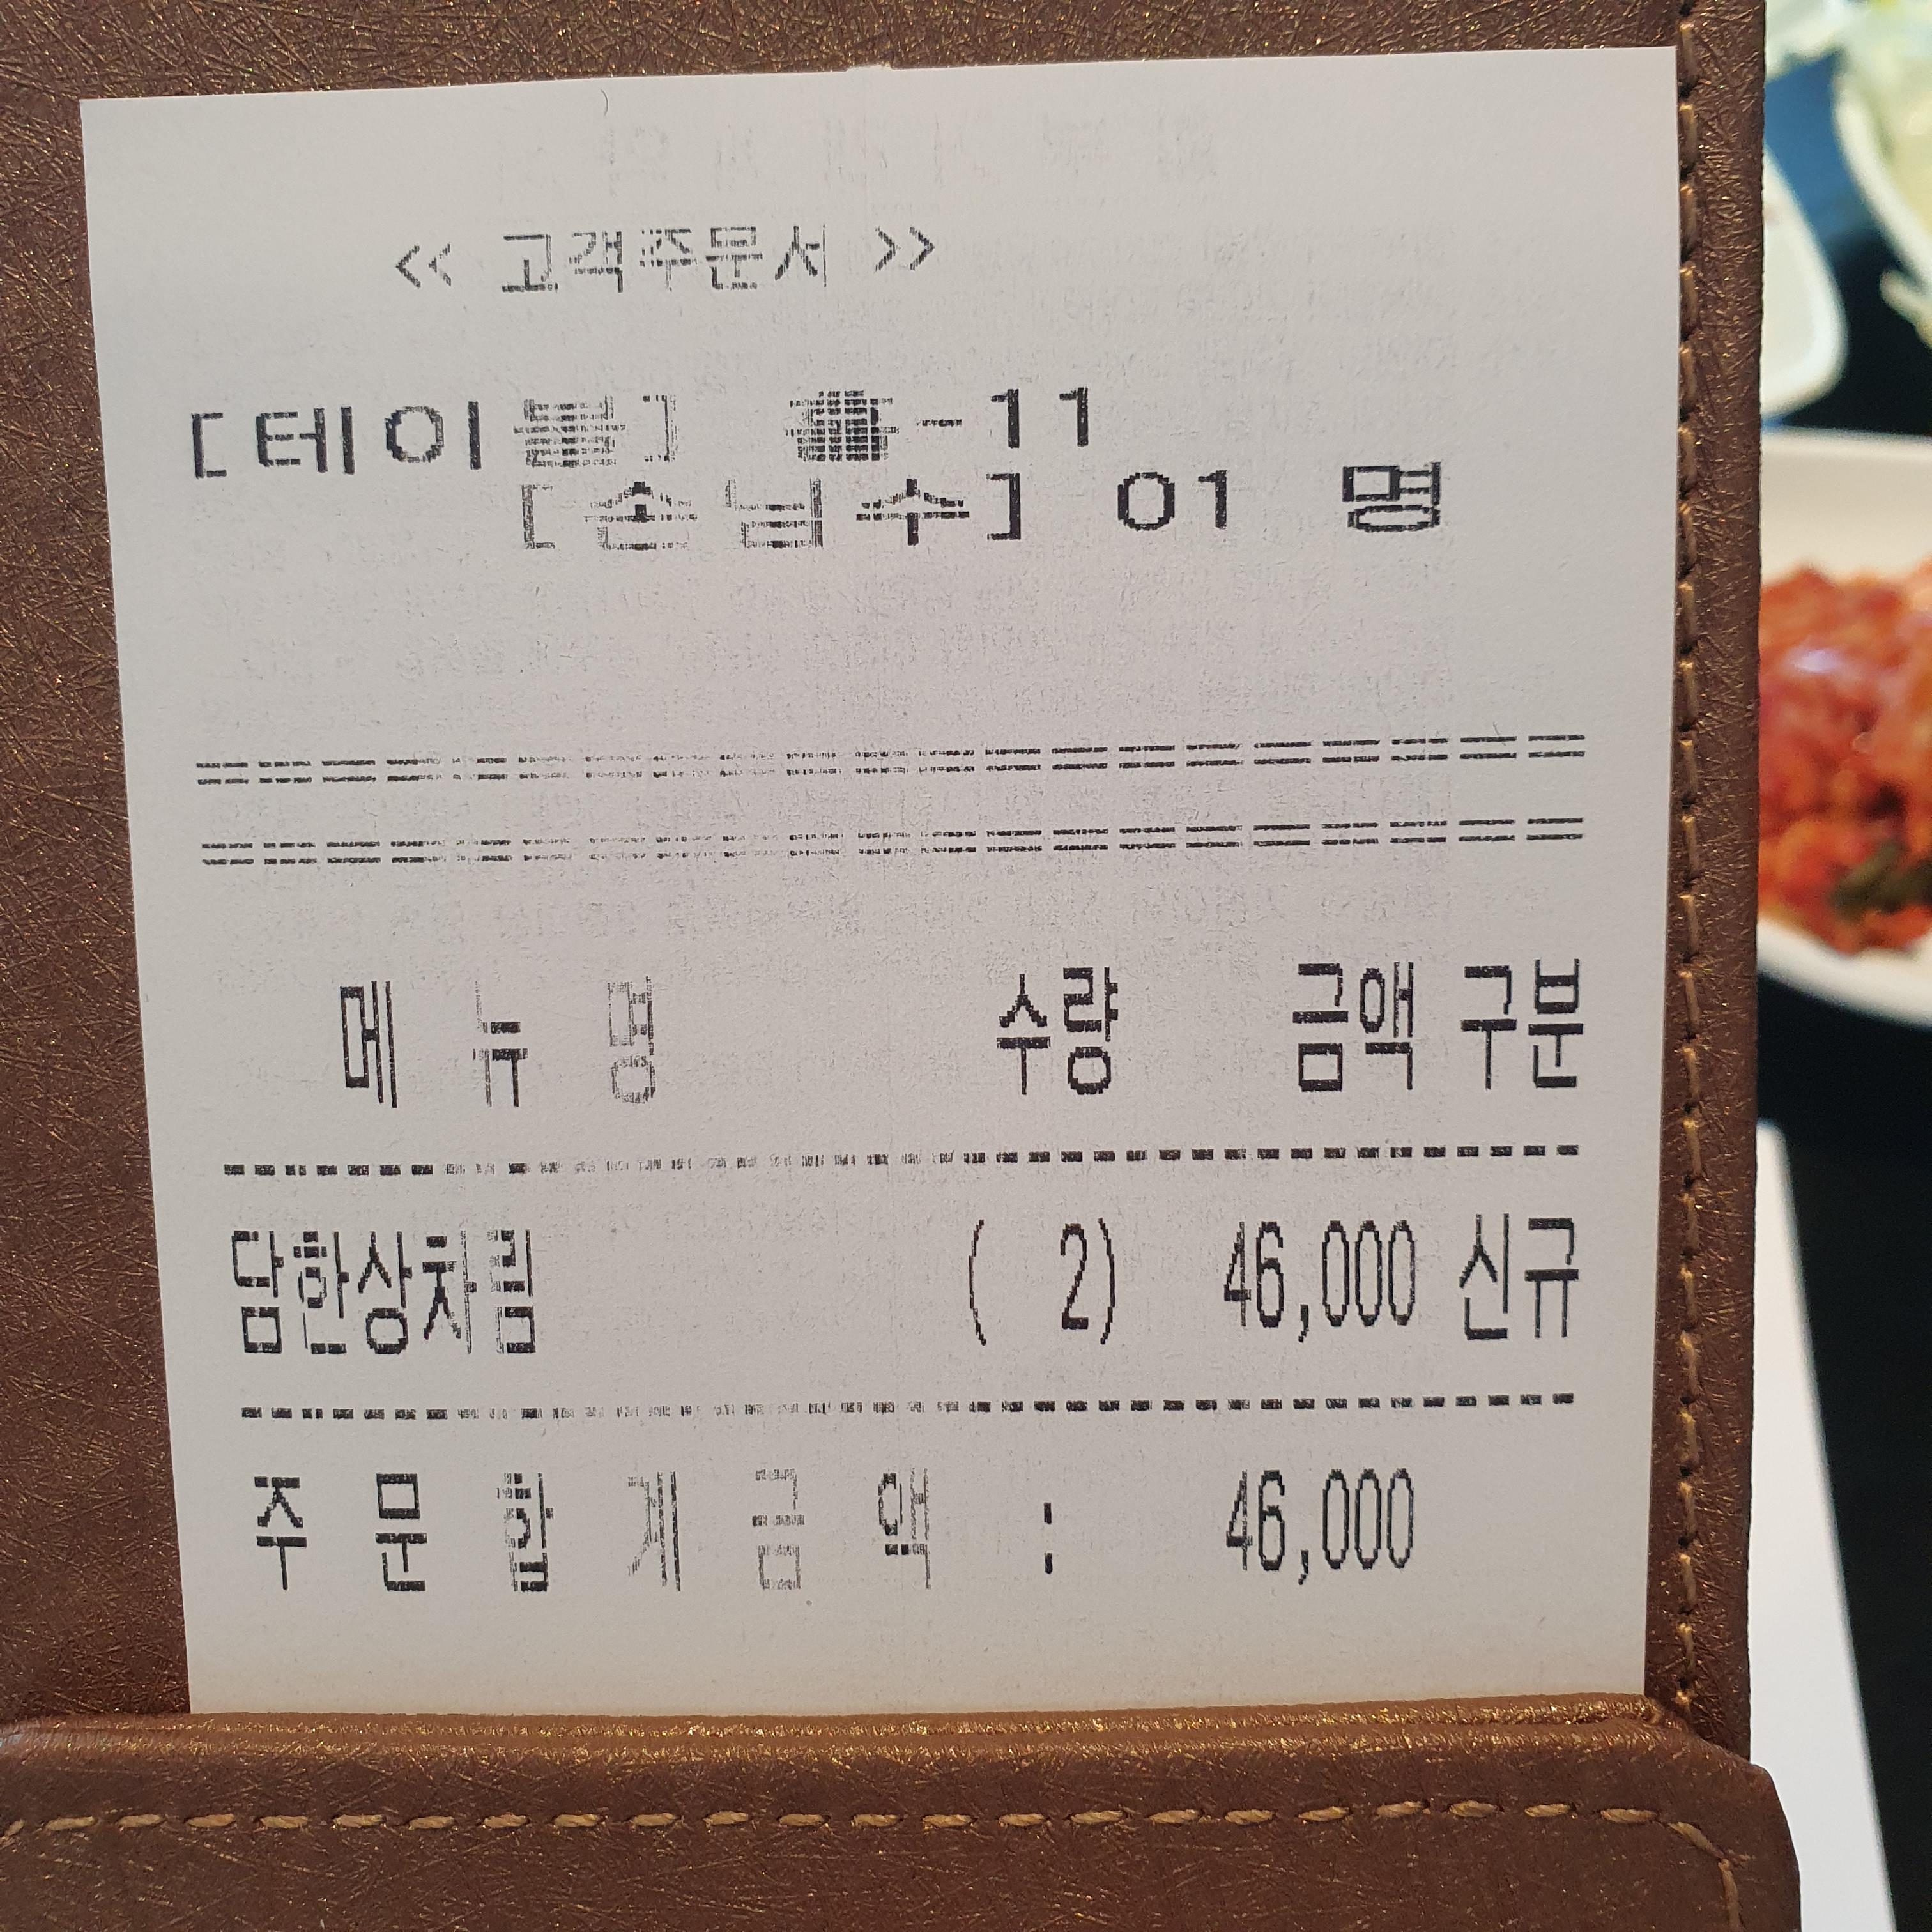 << 고객주문서 >>
[테이블] 홀-11
[손님수] 01 명
메 뉴 명 수량 금액 구분
담한상차림 ( 2) 46,000 신규
주 문 합 계 금 액 : 46,000